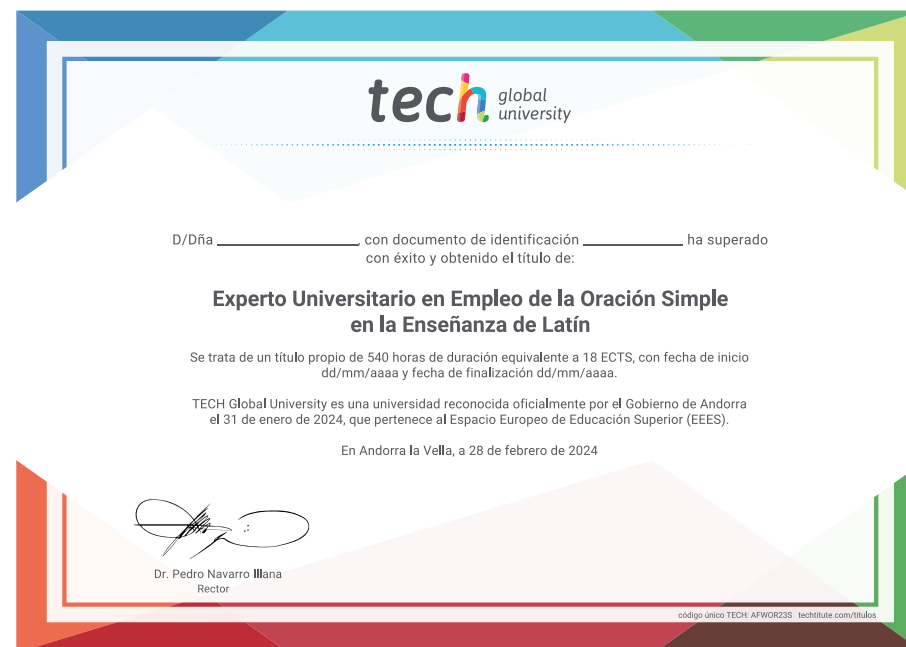 tech global university
D/Dña ____________________, con documento de identificación ______________ ha superado
con éxito y obtenido el título de:
Experto Universitario en Empleo de la Oración Simple
en la Enseñanza de Latín
Se trata de un título propio de 540 horas de duración equivalente a 18 ECTS, con fecha de inicio
dd/mm/aaaa y fecha de finalización dd/mm/aaaa.
TECH Global University es una universidad reconocida oficialmente por el Gobierno de Andorra
el 31 de enero de 2024, que pertenece al Espacio Europeo de Educación Superior (EEES).
En Andorra la Vella, a 28 de febrero de 2024
Dr. Pedro Navarro Illana
Rector
código único TECH: AFWOR23S techtitute.com/titulos